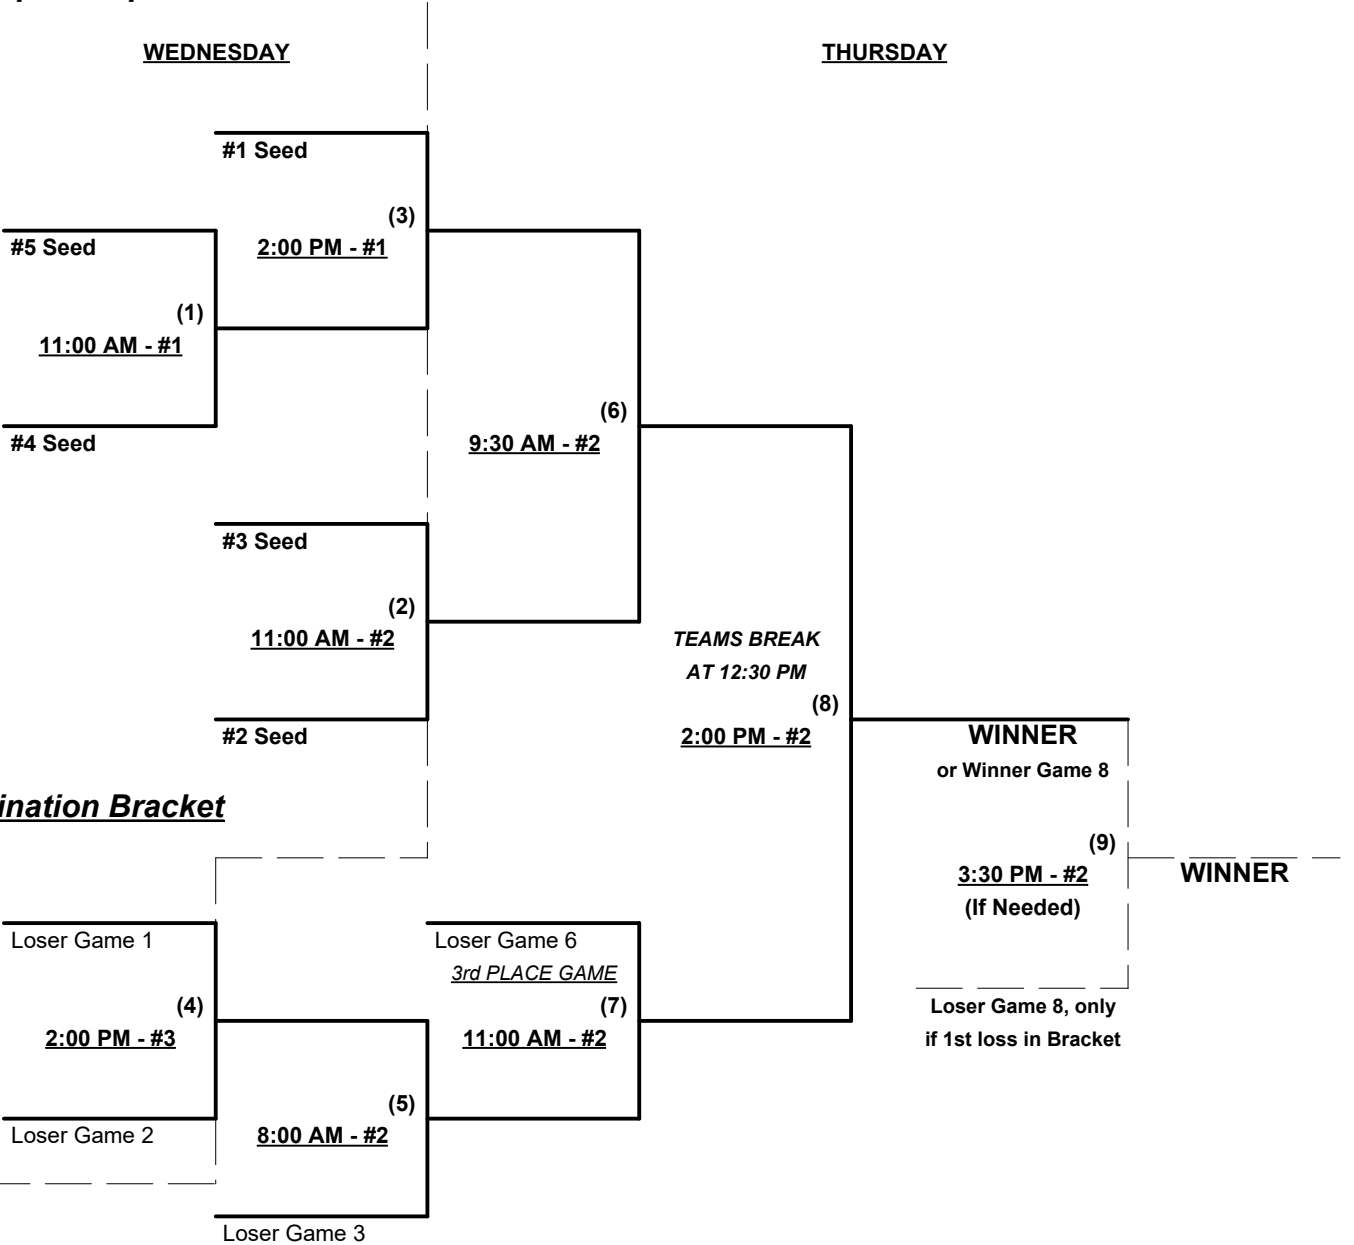 WEDNESDAY
THURSDAY
#1 Seed
(3)
2:00 PM - #1
#5 Seed
(1)
11:00 AM - #1
#4 Seed
(6)
9:30 AM - #2
#3 Seed
(2)
11:00 AM - #2
#2 Seed
TEAMS BREAK
AT 12:30 PM
(8)
2:00 PM - #2
WINNER
or Winner Game 8
(9)
3:30 PM - #2
(If Needed)
WINNER
Loser Game 8, only
if 1st loss in Bracket
ination Bracket
Loser Game 1
(4)
2:00 PM - #3
Loser Game 2
(5)
8:00 AM - #2
Loser Game 3
Loser Game 6
3rd PLACE GAME
(7)
11:00 AM - #2